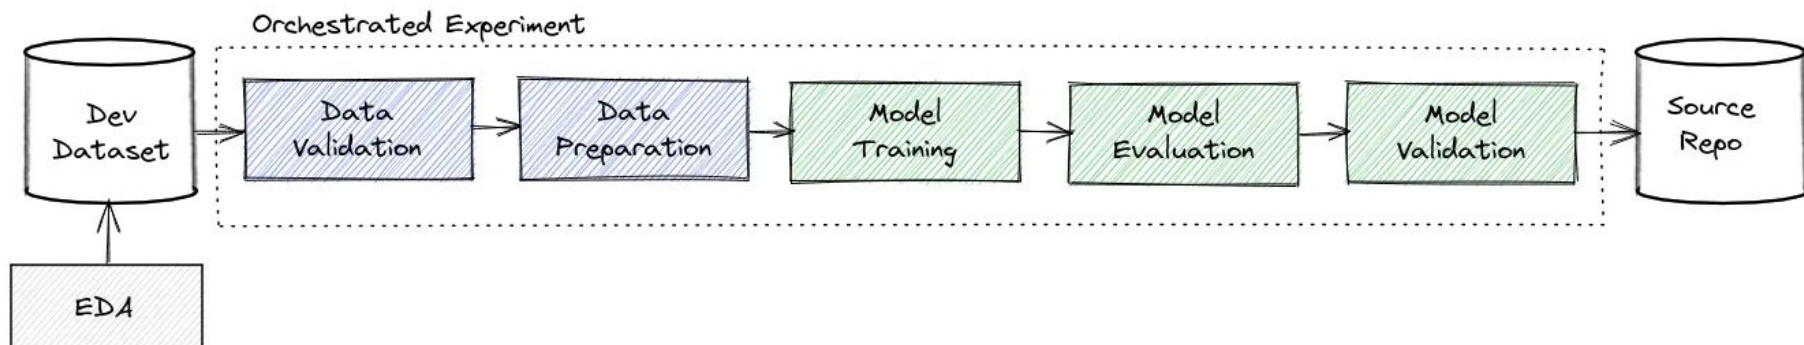 Orchestrated Experiment
Dev
Dataset
Data
Validation
Data
Preparation
Model
Training
Model
Evaluation
Model
Validation
Source
Repo
EDA